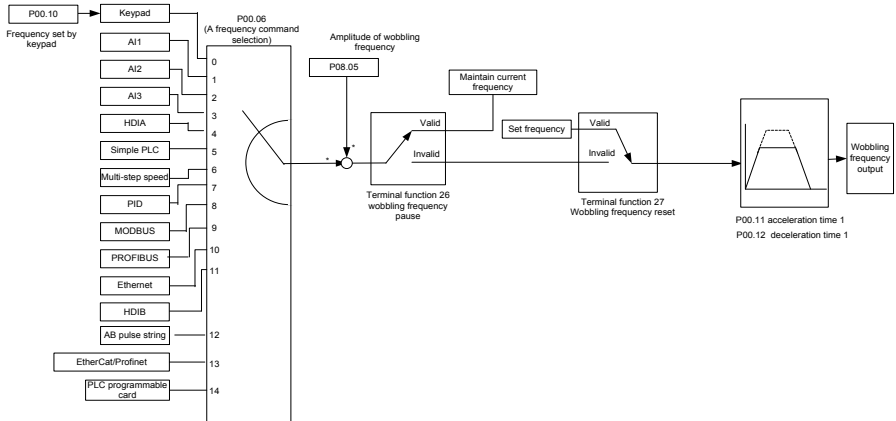 P00.10
Frequency set by
keypad
Keypad
AI1
AI2
AI3
HDIA
Simple PLC
Multi-step speed
PID
MODBUS
PROFIBUS
Ethernet
HDIB
AB pulse string
EtherCat/Profinet
PLC programmable
card
P00.06
(A frequency command
selection)
0
1
2
3
4
5
6
7
8
9
10
11
12
13
14
Amplitude of wobbling
frequency
P08.05
*
*
Maintain current
frequency
Valid
Invalid
Terminal function 26
wobbling frequency
pause
Set frequency
Valid
Invalid
Terminal function 27
Wobbling frequency reset
P00.11 accleration time 1
P00.12 deceleration time 1
Wobbling
frequency
output